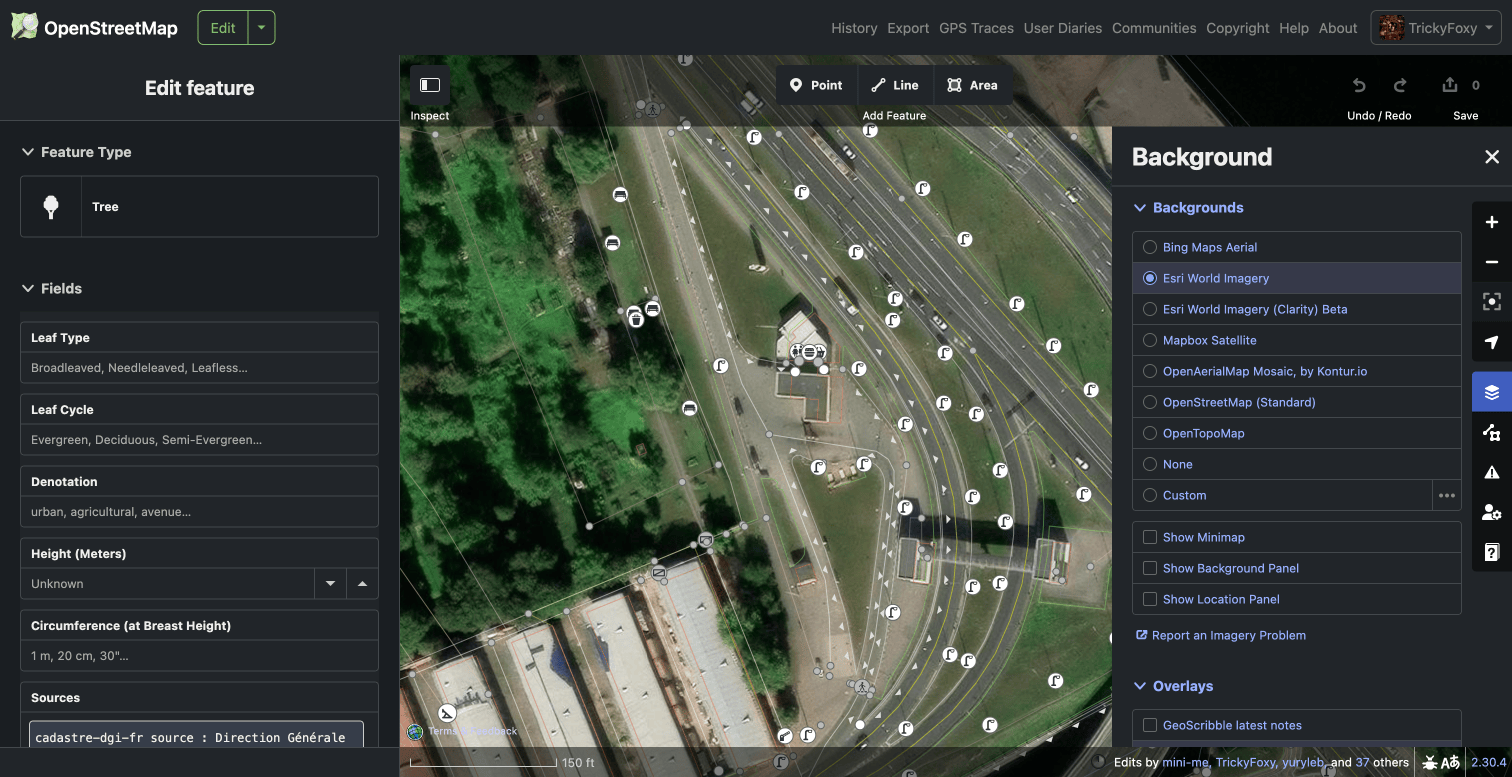 OpenStreetMap
Edit
History Export GPS Traces User Diaries Communities Copyright Help About
TrickyFoxy
Edit feature
Feature Type
Tree
Fields
Leaf Type
Broadleaved, Needleleaved, Leafless...
Leaf Cycle
Evergreen, Deciduous, Semi-Evergreen...
Denotation
urban, agricultural, avenue...
Height (Meters)
Unknown
Circumference (at Breast Height)
1 m, 20 cm, 30"...
Sources
cadastre-dgi-fr source : Direction Générale
Inspect
Point
Line
Area
Add Feature
Undo / Redo
0
Save
Terms Feedback
150 ft
Background
Backgrounds
Bing Maps Aerial
Esri World Imagery
Esri World Imagery (Clarity) Beta
Mapbox Satellite
OpenAerialMap Mosaic, by Kontur.io
OpenStreetMap (Standard)
OpenTopoMap
None
Custom
Show Minimap
Show Background Panel
Show Location Panel
Report an Imagery Problem
Overlays
GeoScribble latest notes
Edits by mini-me, TrickyFoxy, yuryleb, and 37 others
2.30.4